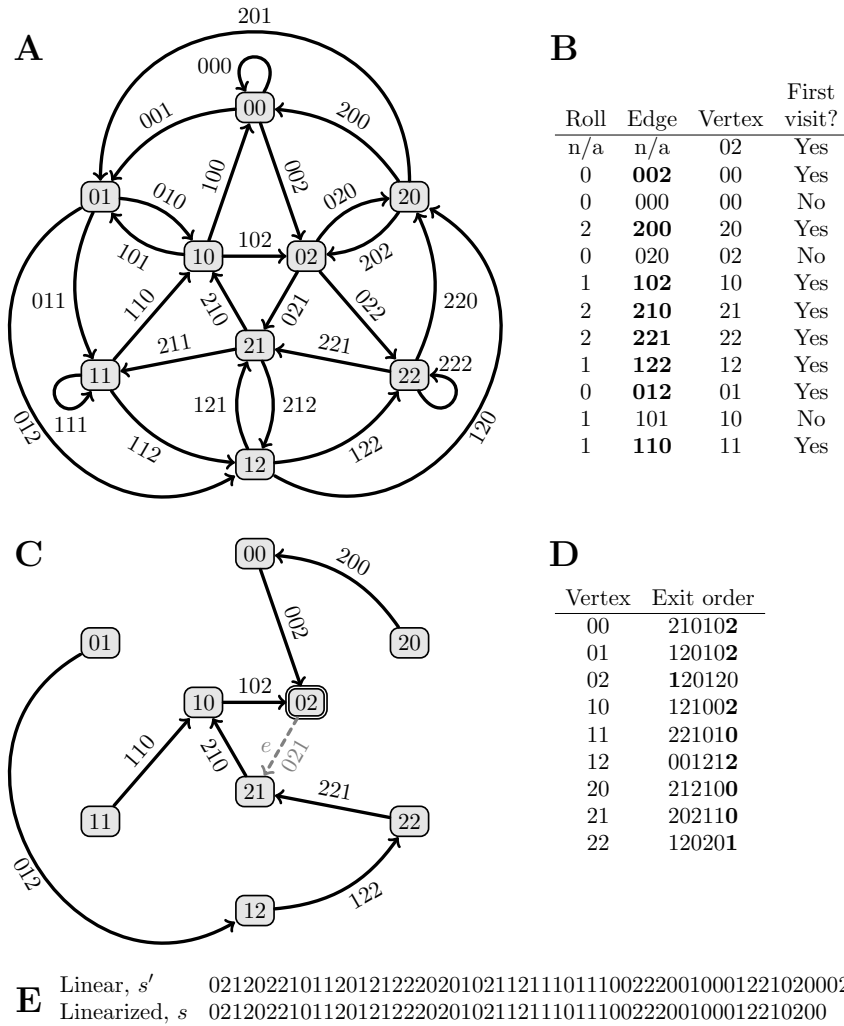 A
201
000
00
001
200
100
002
01
010
020
20
101
10
102
02
202
011
110
210
021
022
220
211
21
221
222
11
22
111
121
212
012
112
122
120
12
B
First
Roll Edge Vertex visit?
n/a n/a 02 Yes
0 002 00 Yes
0 000 00 No
2 200 20 Yes
0 020 02 No
1 102 10 Yes
2 210 21 Yes
2 221 22 Yes
1 122 12 Yes
0 012 01 Yes
1 101 10 No
1 110 11 Yes
C
00
200
002
01
20
10
102
02
110
210
e
021
21
221
11
22
012
122
12
D
Vertex Exit order
00 210102
01 120102
02 120120
10 121002
11 221010
12 001212
20 212100
21 202110
22 120201
E
Linear, s′ 02120221011201212220201021121110111002220010001221020002
Linearized, s 021202210112012122202010211211101110022200100012210200